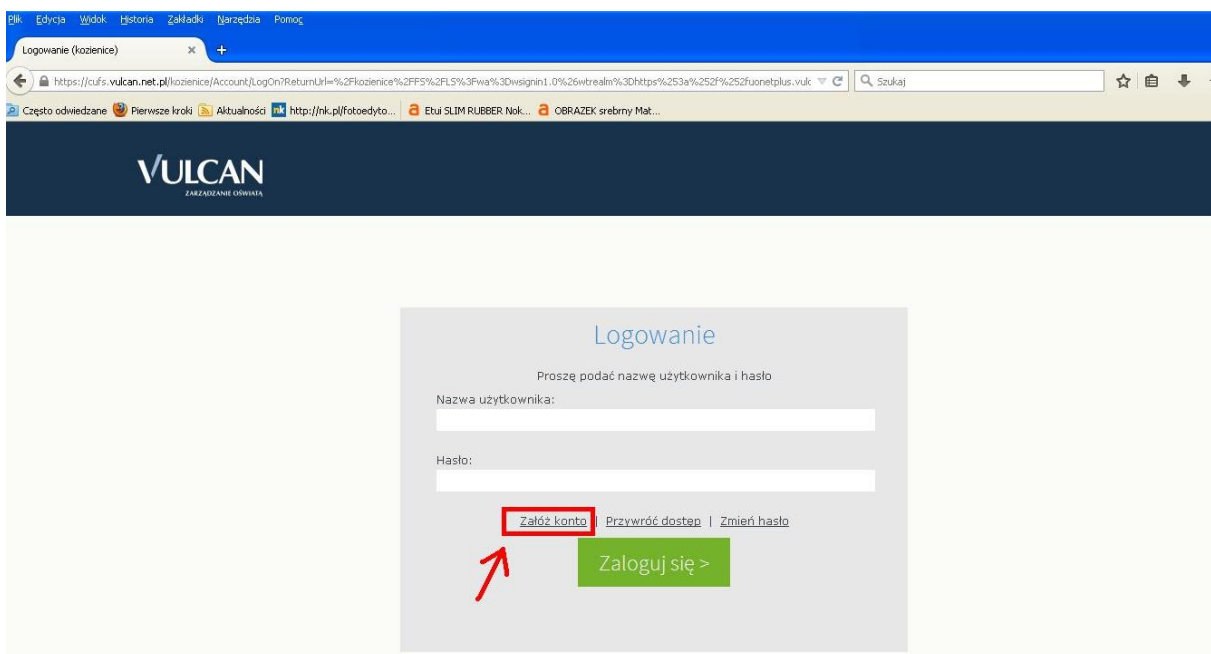 Plik Edycja Widok Historia Zakładki Narzędzia Pomoc
Logowanie (kozienice) × +
https://cufs.vulcan.net.pl/kozienice/Account/LogOn?ReturnUrl=%2Fkozienice%2FFS%2FLS%3Fwa%3Dwsignin1.0%26wtrealm%3Dhttps%253a%252f%252fuonetplus.vulc Szukaj
Często odwiedzane Pierwsze kroki Aktualności nk http://nk.pl/fotoedyto... a Etui SLIM RUBBER Nok... a OBRAZEK srebrny Mat...
VULCAN
ZARZĄDZANIE OŚWIATĄ
Logowanie
Proszę podać nazwę użytkownika i hasło
Nazwa użytkownika:
Hasło:
Załóż konto | Przywróć dostęp | Zmień hasło
Zaloguj się >